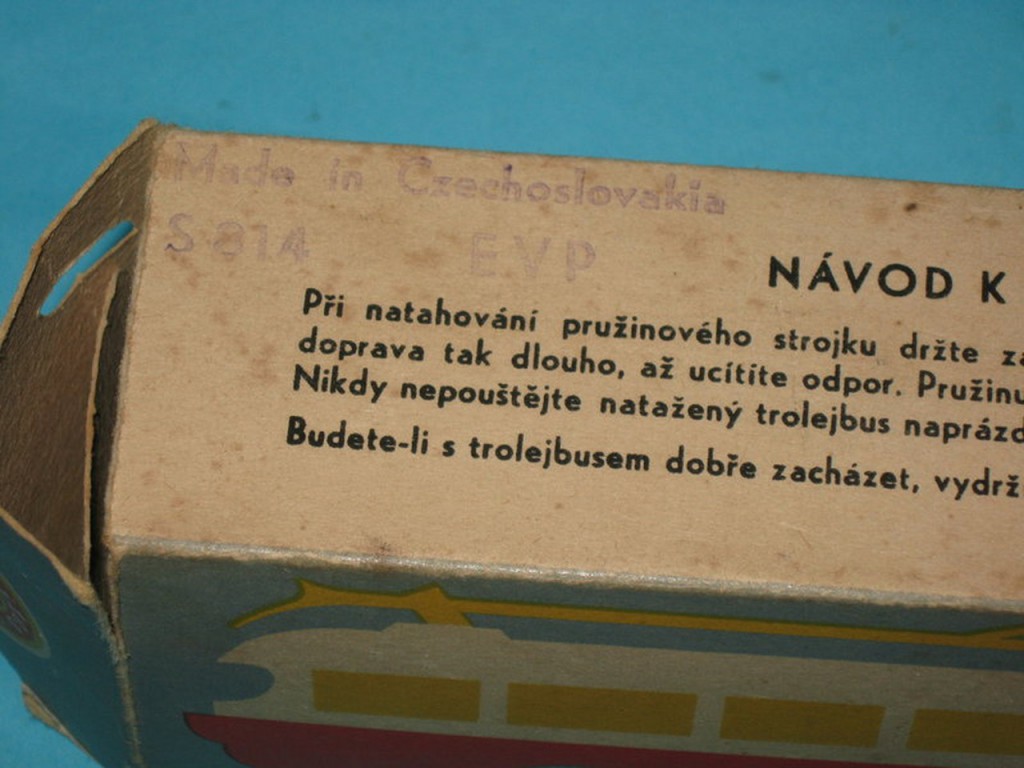 Made in Czechoslovakia
S 814 EVP
NÁVOD K
Při natahování pružinového strojku držte
doprava tak dlouho, až ucítíte odpor. Pružinu
Nikdy nepouštějte natažený trolejbus naprázd
Budete-li s trolejbusem dobře zacházet, vydrž